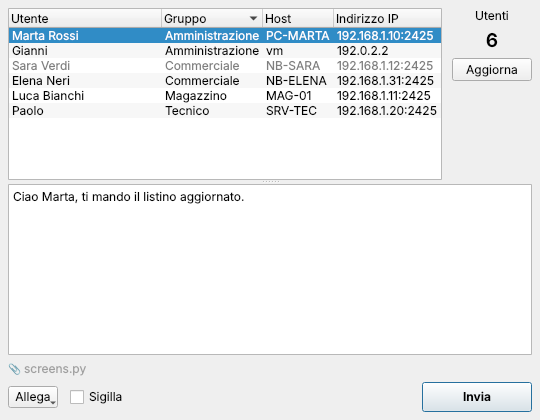 Utente Gruppo Host Indirizzo IP
Marta Rossi Amministrazione PC-MARTA 192.168.1.10:2425
Gianni Amministrazione vm 192.0.2.2
Sara Verdi Commerciale NB-SARA 192.168.1.12:2425
Elena Neri Commerciale NB-ELENA 192.168.1.31:2425
Luca Bianchi Magazzino MAG-01 192.168.1.11:2425
Paolo Tecnico SRV-TEC 192.168.1.20:2425
Utenti
6
Aggiorna
Ciao Marta, ti mando il listino aggiornato.
screens.py
Allega Sigilla Invia